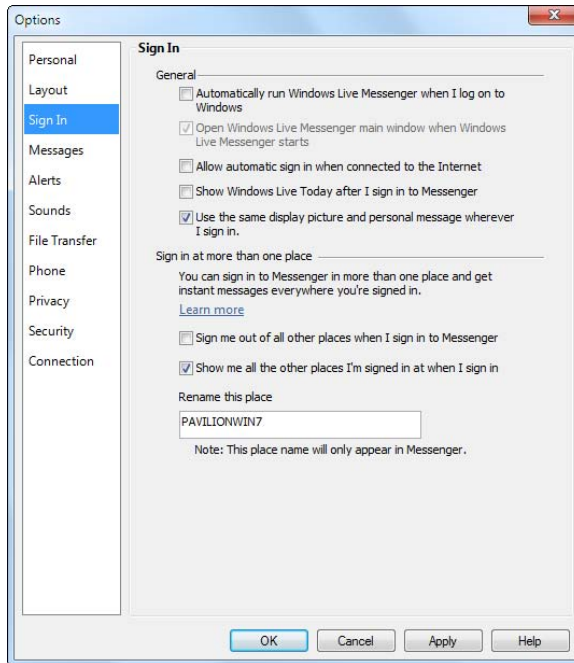 Options
Personal
Layout
Sign In
Messages
Alerts
Sounds
File Transfer
Phone
Privacy
Security
Connection
Sign In
General
Automatically run Windows Live Messenger when I log on to
Windows
Open Windows Live Messenger main window when Windows
Live Messenger starts
Allow automatic sign in when connected to the Internet
Show Windows Live Today after I sign in to Messenger
Use the same display picture and personal message wherever
I sign in.
Sign in at more than one place
You can sign in to Messenger in more than one place and get
instant messages everywhere you're signed in.
Learn more
Sign me out of all other places when I sign in to Messenger
Show me all the other places I'm signed in at when I sign in
Rename this place
PAVILIONWIN7
Note: This place name will only appear in Messenger.
OK
Cancel
Apply
Help